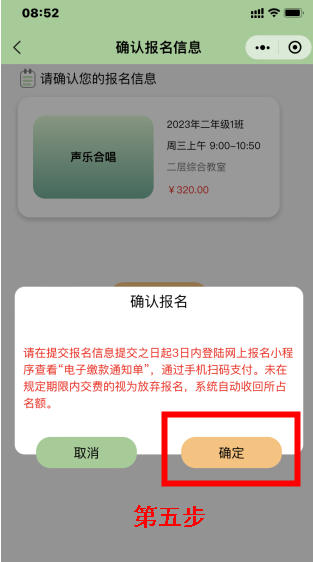 08:52
确认报名信息
请确认您的报名信息
声乐合唱
2023年二年级1班
周三上午 9:00-10:50
二层综合教室
￥320.00
确认报名
请在提交报名信息提交之日起3日内登陆网上报名小程
序查看“电子缴款通知单”，通过手机扫码支付。未在
规定期限内交费的视为放弃报名，系统自动收回所占
名额。
取消
确定
第五步